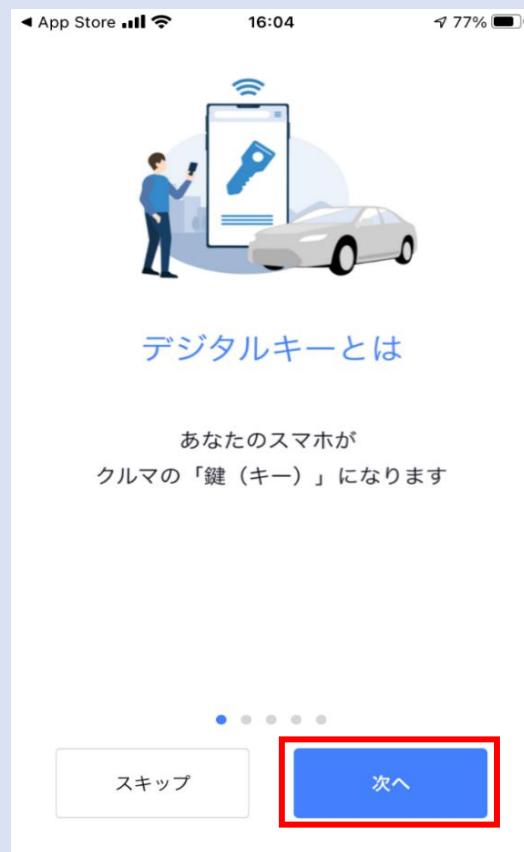 ◀ App Store
16:04
77%
デジタルキーとは
あなたのスマホが
クルマの「鍵（キー）」になります
スキップ
次へ